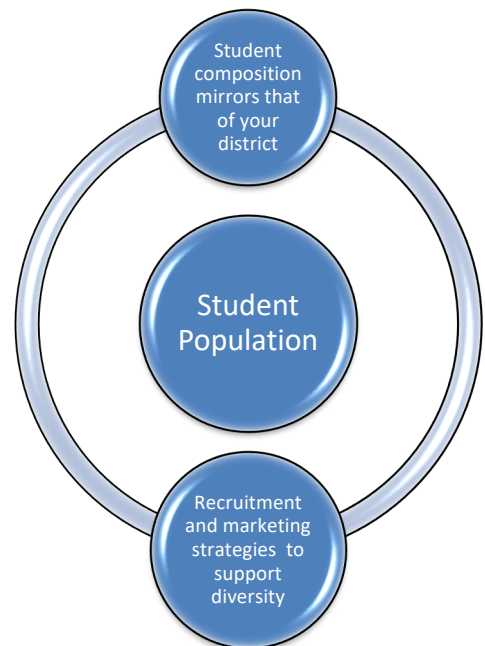 Student
composition
mirrors that
of your
district
Student
Population
Recruitment
and marketing
strategies to
support
diversity